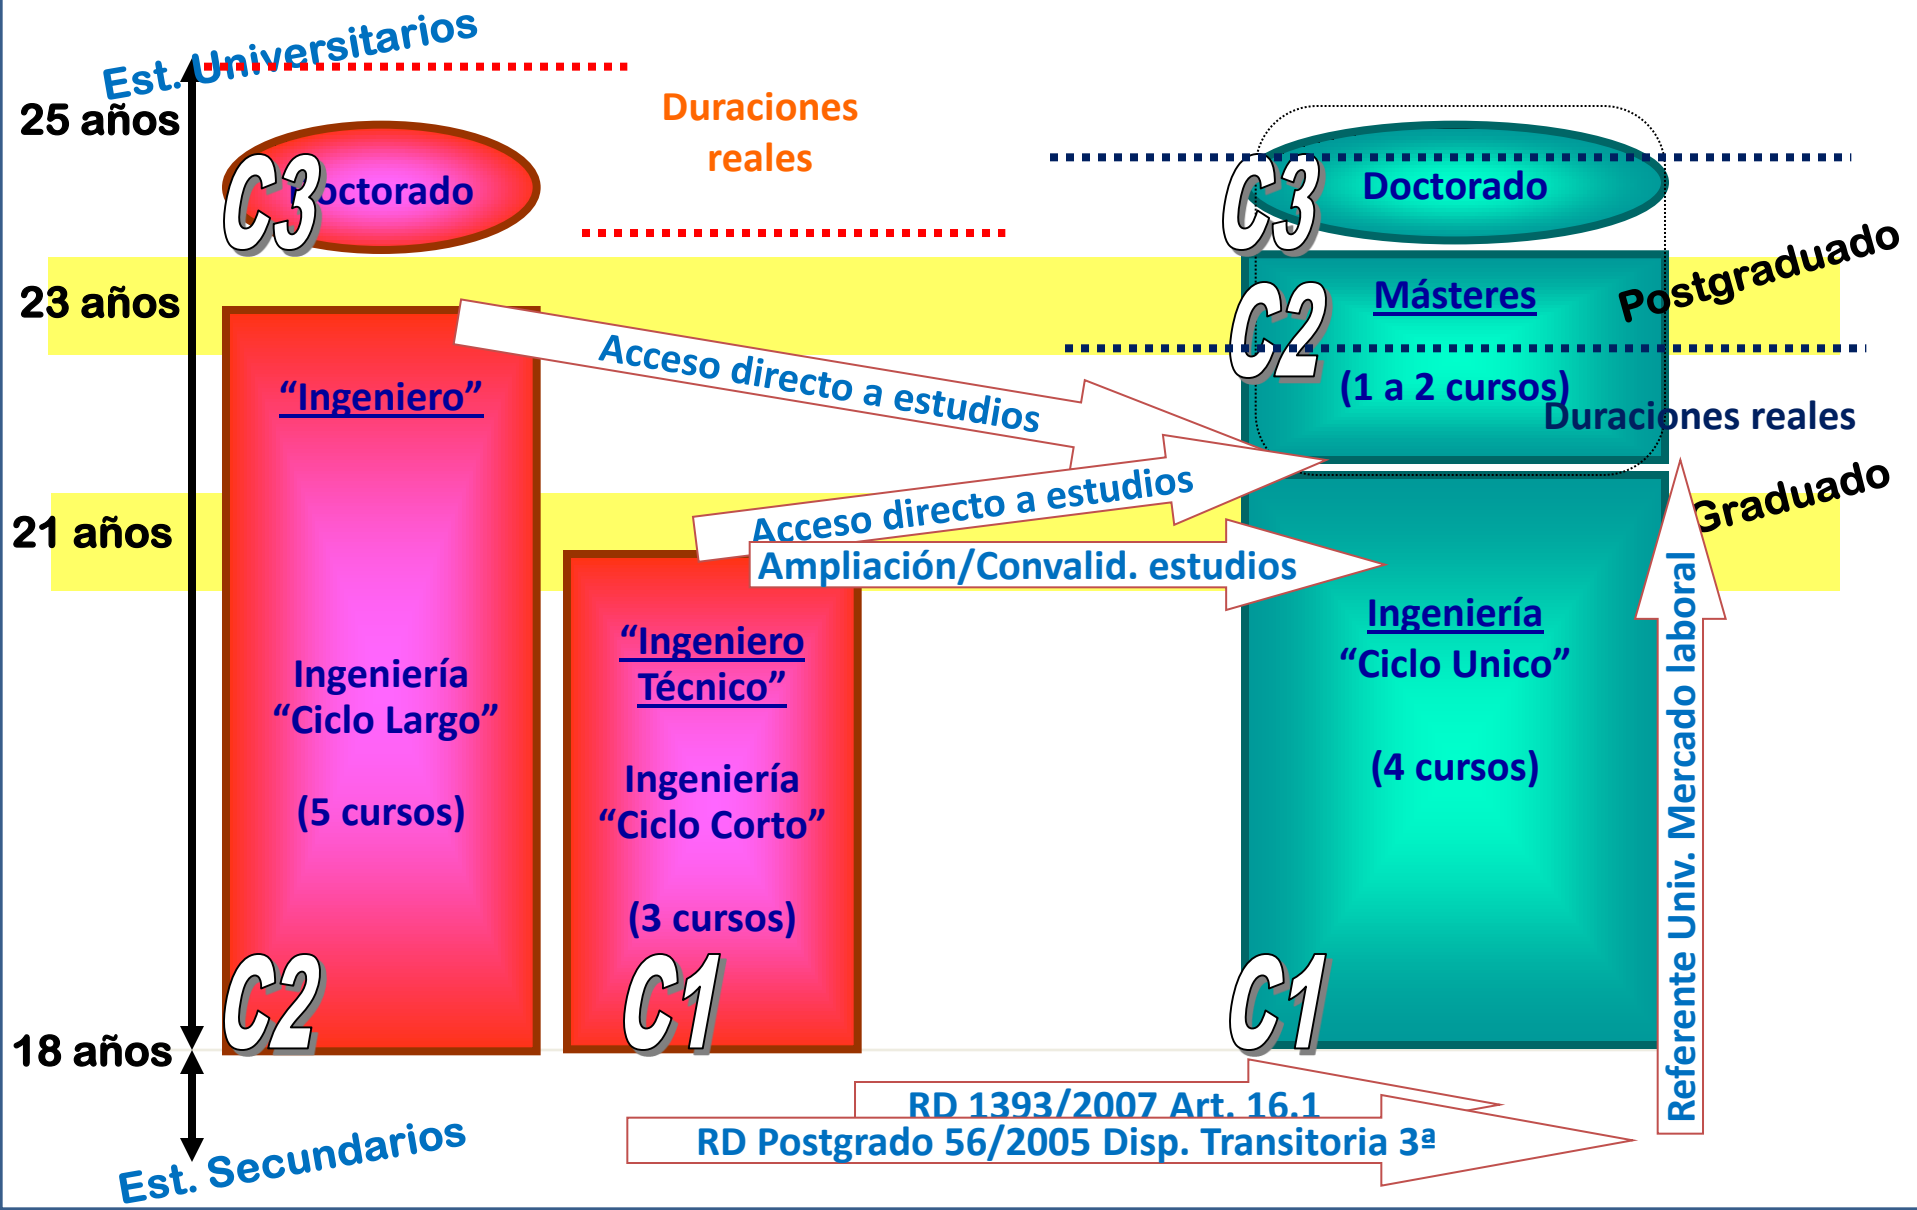 Est. Universitarios
25 años
23 años
21 años
18 años
Est. Secundarios
Duraciones
reales
C3
Doctorado
“Ingeniero”
Ingeniería
“Ciclo Largo”
(5 cursos)
C2
“Ingeniero
Técnico”
Ingeniería
“Ciclo Corto”
(3 cursos)
C1
Acceso directo a estudios
Acceso directo a estudios
Ampliación/Convalid. estudios
C3
Doctorado
C2
Másteres
(1 a 2 cursos)
Postgraduado
Duraciones reales
Graduado
Ingeniería
“Ciclo Unico”
(4 cursos)
C1
Referente Univ. Mercado laboral
RD 1393/2007 Art. 16.1
RD Postgrado 56/2005 Disp. Transitoria 3ª